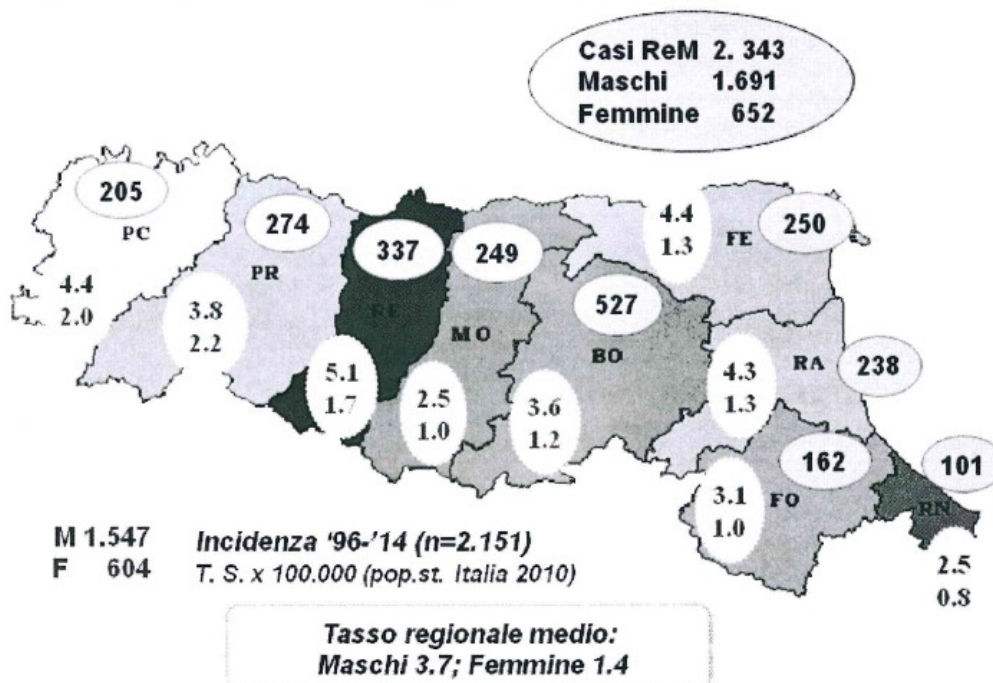 Casi ReM 2. 343
Maschi 1.691
Femmine 652
205
PC
4.4
2.0
274
PR
3.8
2.2
337
RE
5.1
1.7
249
MO
2.5
1.0
527
BO
3.6
1.2
4.4
1.3
FE
250
4.3
1.3
RA
238
162
FO
3.1
1.0
101
RN
2.5
0.8
M 1.547
F 604
Incidenza '96-'14 (n=2.151)
T. S. x 100.000 (pop.st. Italia 2010)
Tasso regionale medio:
Maschi 3.7; Femmine 1.4